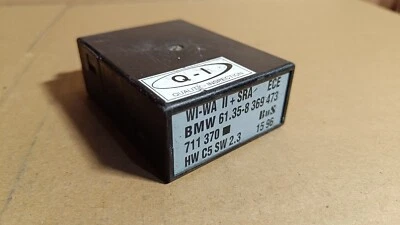 Q-I
QUALITY - INSPECTION
WI-WA II + SRA ECE
BMW 61.35-8 369 473
711 370 BuS
HW C5 SW 2.3 15 96